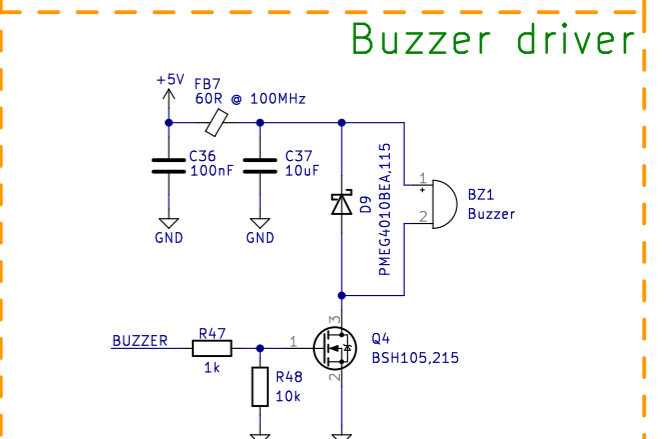 Buzzer driver
+5V
FB7
60R @ 100MHz
C36
100nF
C37
10uF
GND
GND
D9
PMEG4010BEA,115
1
+
2
BZ1
Buzzer
BUZZER
R47
1k
R48
10k
1
3
2
Q4
BSH105,215